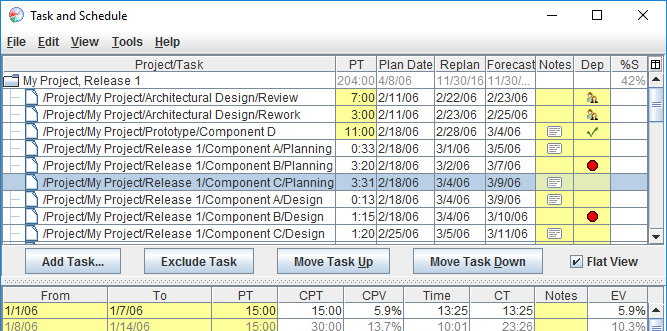 Task and Schedule
File Edit View Tools Help
Project/Task PT Plan Date Replan Forecast Notes Dep %S
My Project, Release 1 204:00 4/8/06 11/30/16 11/30/... 42%
/Project/My Project/Architectural Design/Review 7:00 2/11/06 2/22/06 2/23/06
/Project/My Project/Architectural Design/Rework 3:00 2/11/06 2/23/06 2/25/06
/Project/My Project/Prototype/Component D 11:00 2/18/06 2/28/06 3/4/06
/Project/My Project/Release 1/Component A/Planning 0:33 2/18/06 3/1/06 3/5/06
/Project/My Project/Release 1/Component B/Planning 3:20 2/18/06 3/2/06 3/7/06
/Project/My Project/Release 1/Component C/Planning 3:31 2/18/06 3/4/06 3/9/06
/Project/My Project/Release 1/Component A/Design 0:13 2/18/06 3/4/06 3/9/06
/Project/My Project/Release 1/Component B/Design 1:15 2/18/06 3/4/06 3/10/06
/Project/My Project/Release 1/Component C/Design 1:20 2/25/06 3/5/06 3/11/06
Add Task... Exclude Task Move Task Up Move Task Down Flat View
From To PT CPT CPV Time CT Notes EV
1/1/06 1/7/06 15:00 15:00 5.9% 13:25 13:25 5.9%
1/8/06 1/14/06 15:00 30:00 13.7% 10:01 23:26 10.3%